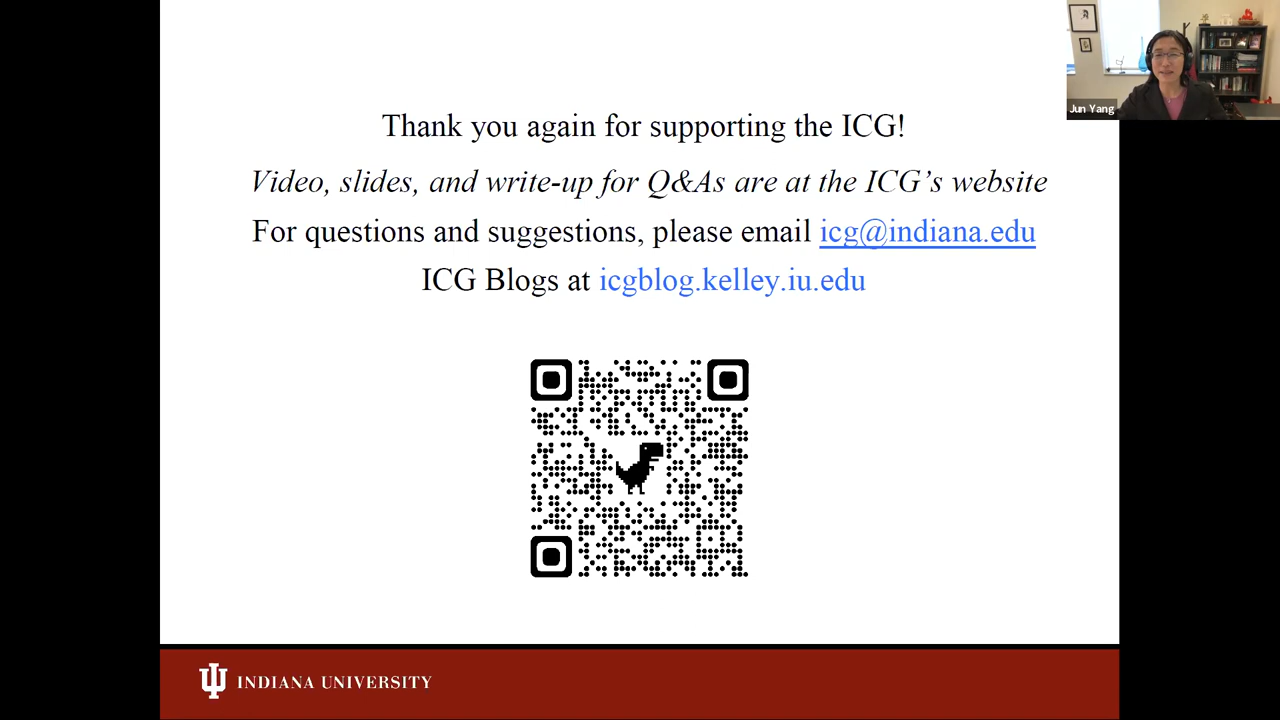 Thank you again for supporting the ICG!
Video, slides, and write-up for Q&As are at the ICG’s website
For questions and suggestions, please email icg@indiana.edu
ICG Blogs at icgblog.kelley.iu.edu
Jun Yang
INDIANA UNIVERSITY